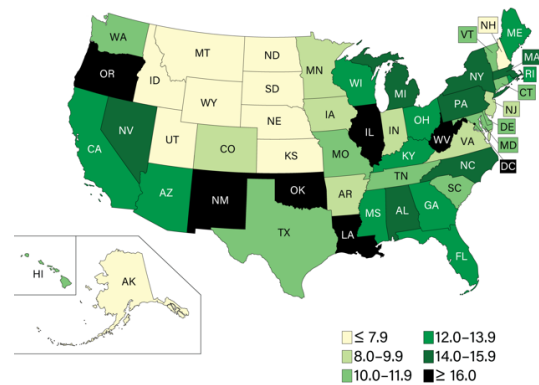 NH
ME
VT
WA
MT
ND
MN
OR
ID
SD
WI
MI
NY
MA
RI
CT
WY
IA
PA
NJ
NE
OH
DE
NV
UT
IL
IN
MD
CO
WV
VA
DC
CA
KS
MO
KY
NC
TN
AZ
NM
OK
AR
SC
MS
AL
GA
TX
LA
FL
HI
AK
≤ 7.9
12.0–13.9
8.0–9.9
14.0–15.9
10.0–11.9
≥ 16.0